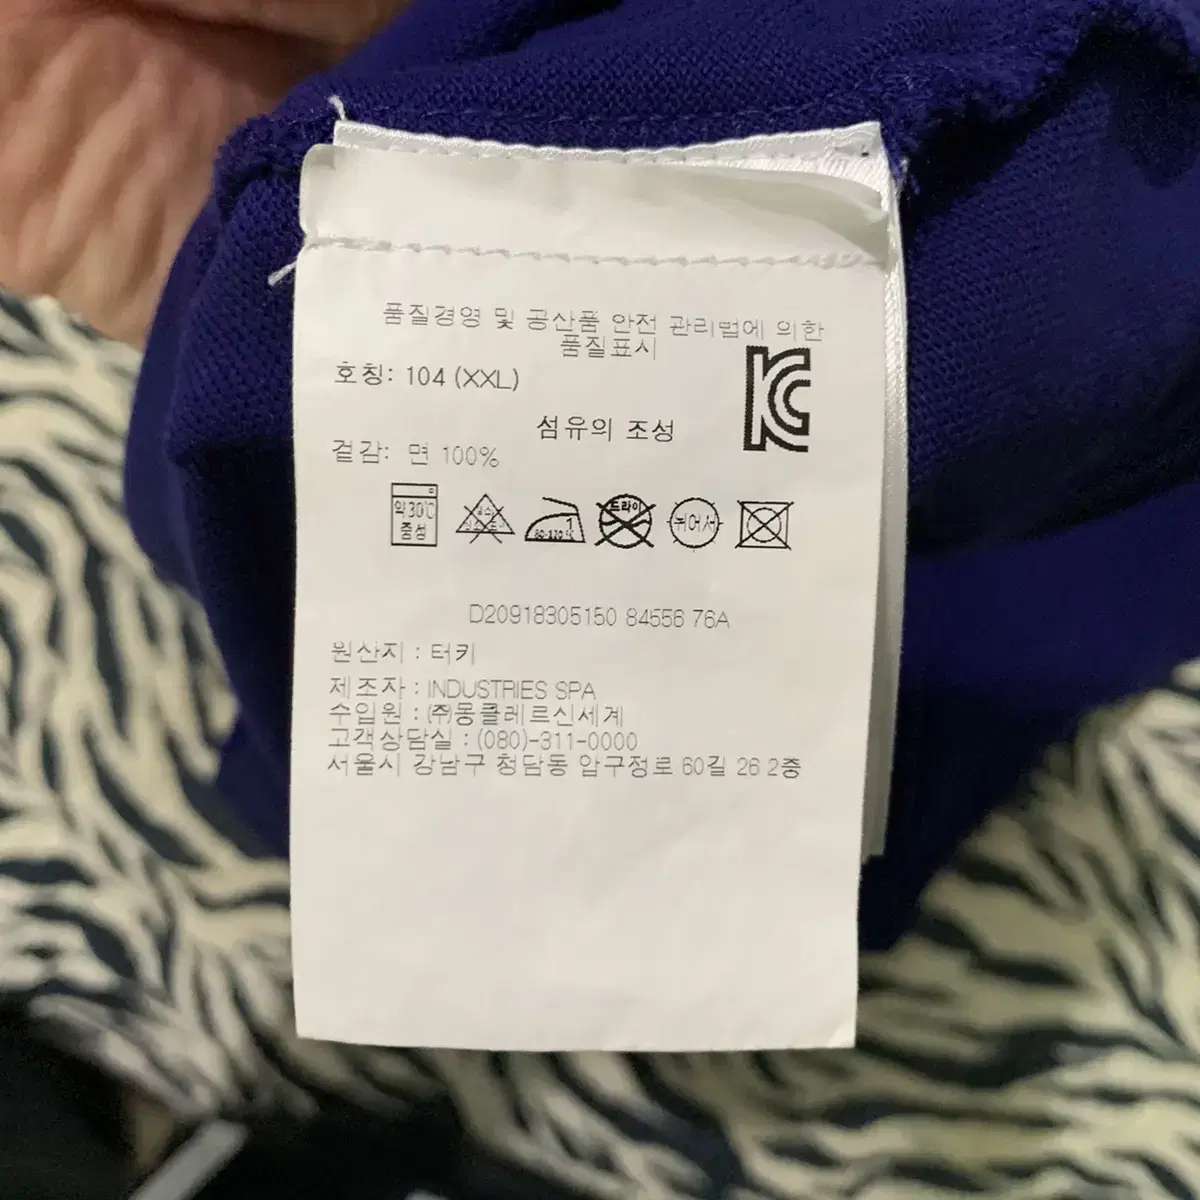 품질경영 및 공산품 안전 관리법에 의한
품질표시
호칭: 104 (XXL)
섬유의 조성
겉감: 면 100%
약30℃
중성
드라이
뉘어서
D20918305150 84556 76A
원산지 : 터키
제조자 : INDUSTRIES SPA
수입원 : (주)몽클레르신세계
고객상담실 : (080)-311-0000
서울시 강남구 청담동 압구정로 60길 26 2층